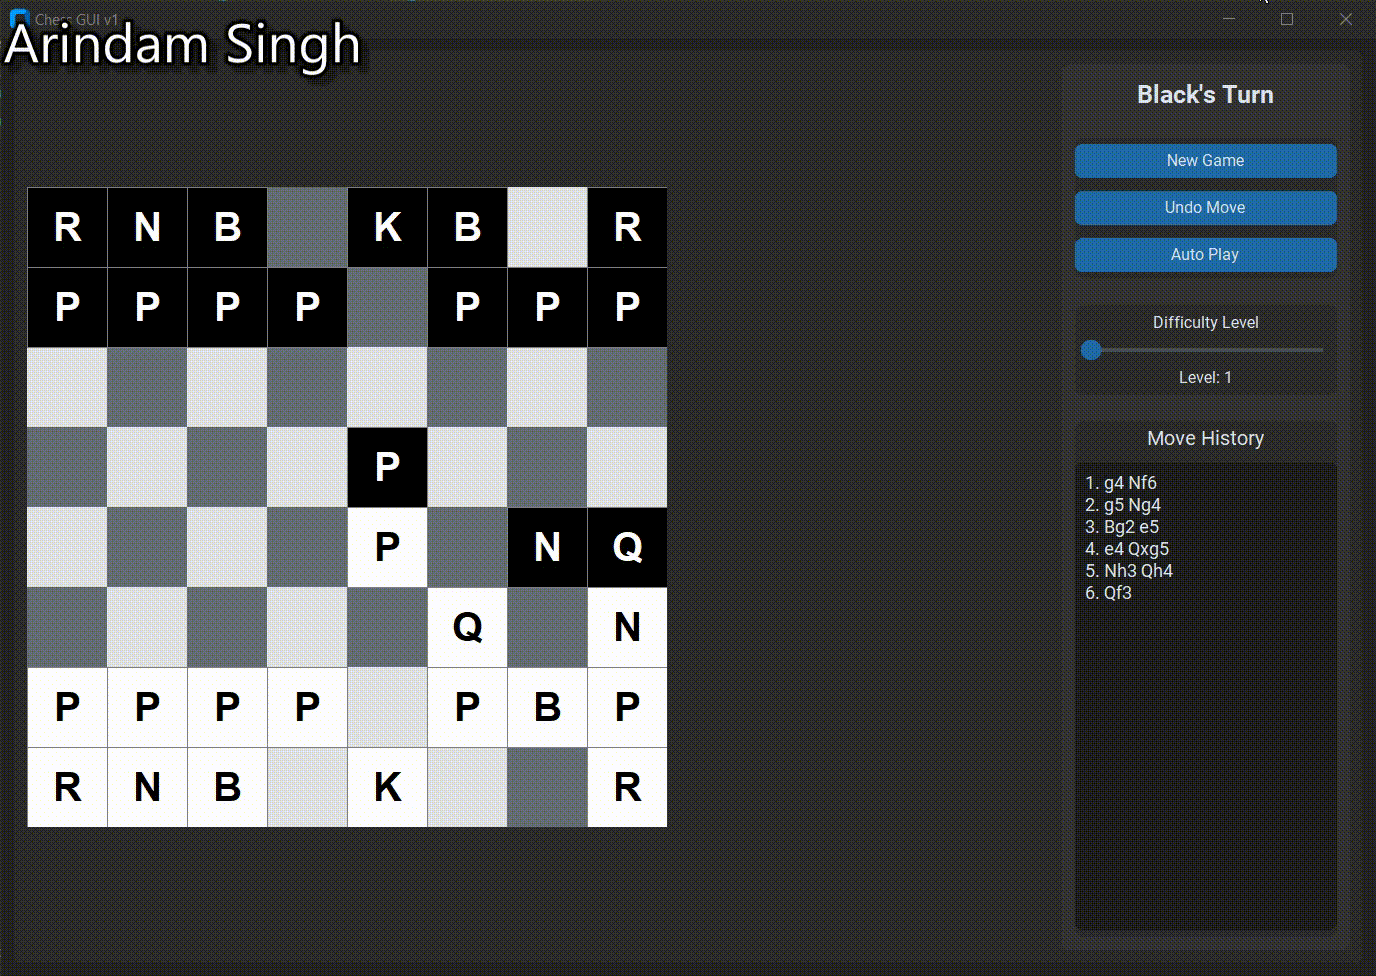 Chess GUI v1
Arindam Singh
Black's Turn
New Game
Undo Move
Auto Play
Difficulty Level
Level: 1
Move History
1. g4 Nf6
2. g5 Ng4
3. Bg2 e5
4. e4 Qxg5
5. Nh3 Qh4
6. Qf3
R N B K B R
P P P P P P P
P
P N Q
Q N
P P P P P B P
R N B K R